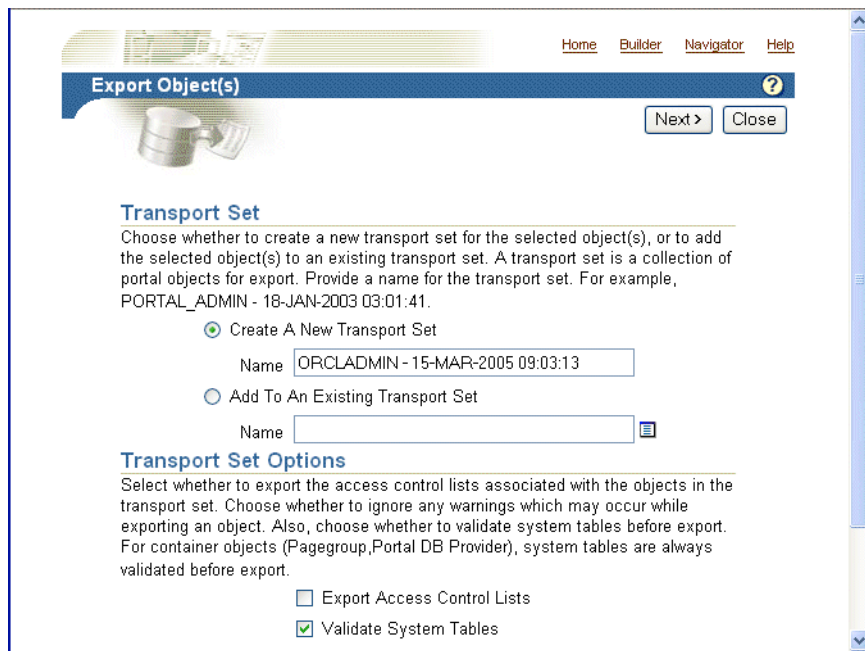 Home Builder Navigator Help
Export Object(s) ?
Next > Close
Transport Set
Choose whether to create a new transport set for the selected object(s), or to add
the selected object(s) to an existing transport set. A transport set is a collection of
portal objects for export. Provide a name for the transport set. For example,
PORTAL_ADMIN - 18-JAN-2003 03:01:41.
Create A New Transport Set
Name ORCLADMIN - 15-MAR-2005 09:03:13
Add To An Existing Transport Set
Name
Transport Set Options
Select whether to export the access control lists associated with the objects in the
transport set. Choose whether to ignore any warnings which may occur while
exporting an object. Also, choose whether to validate system tables before export.
For container objects (Pagegroup,Portal DB Provider), system tables are always
validated before export.
Export Access Control Lists
Validate System Tables